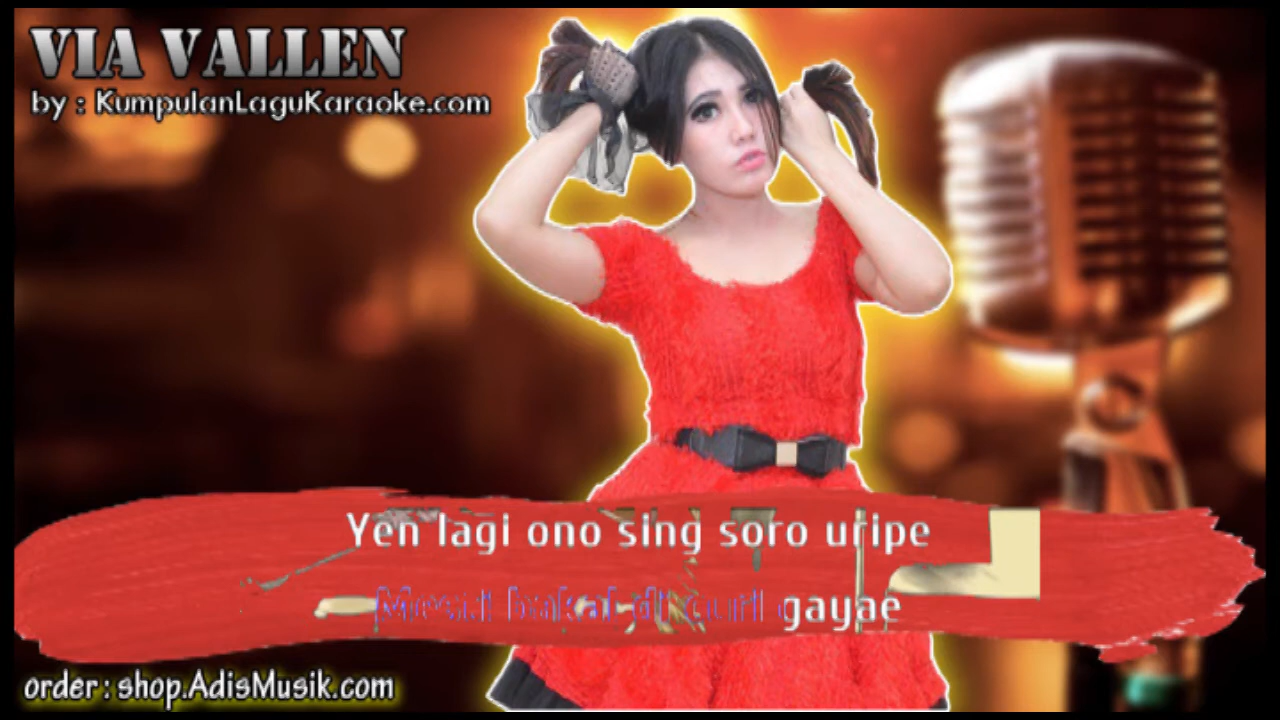 VIA VALLEN
by : KumpulanLaguKaraoke.com
Yen lagi ono sing soro uripe
gayae
order : shop.AdisMusik.com